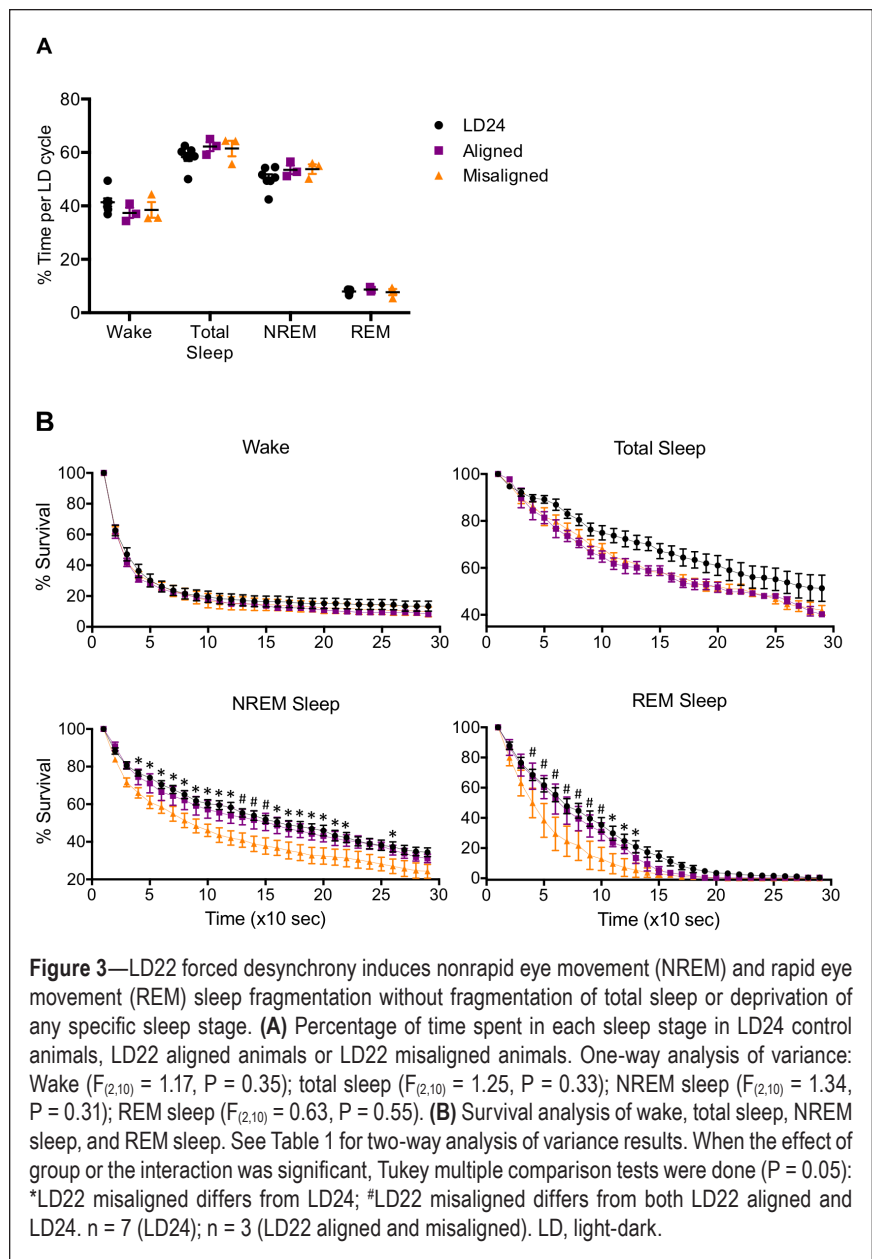 A
% Time per LD cycle
80
60
40
20
0
Wake
Total
Sleep
NREM
REM
LD24
Aligned
Misaligned
B
Wake
% Survival
100
80
60
40
20
0
0 5 10 15 20 25 30
Total Sleep
100
80
60
40
0 5 10 15 20 25 30
NREM Sleep
% Survival
100
80
60
40
20
* * * * * * * * * # # # * * * * * * * *
0 5 10 15 20 25 30
Time (x10 sec)
REM Sleep
100
80
60
40
20
0
# # # # # # # * * *
0 5 10 15 20 25 30
Time (x10 sec)
Figure 3—LD22 forced desynchrony induces nonrapid eye movement (NREM) and rapid eye
movement (REM) sleep fragmentation without fragmentation of total sleep or deprivation of
any specific sleep stage. (A) Percentage of time spent in each sleep stage in LD24 control
animals, LD22 aligned animals or LD22 misaligned animals. One-way analysis of variance:
Wake (F(2,10) = 1.17, P = 0.35); total sleep (F(2,10) = 1.25, P = 0.33); NREM sleep (F(2,10) = 1.34,
P = 0.31); REM sleep (F(2,10) = 0.63, P = 0.55). (B) Survival analysis of wake, total sleep, NREM
sleep, and REM sleep. See Table 1 for two-way analysis of variance results. When the effect of
group or the interaction was significant, Tukey multiple comparison tests were done (P = 0.05):
*LD22 misaligned differs from LD24; #LD22 misaligned differs from both LD22 aligned and
LD24. n = 7 (LD24); n = 3 (LD22 aligned and misaligned). LD, light-dark.